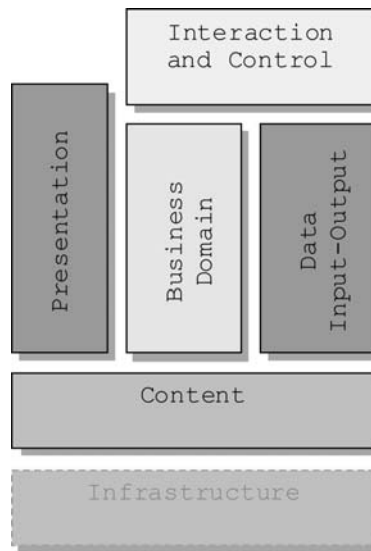 Interaction
and Control
Presentation
Business
Domain
Data
Input-Output
Content
Infrastructure